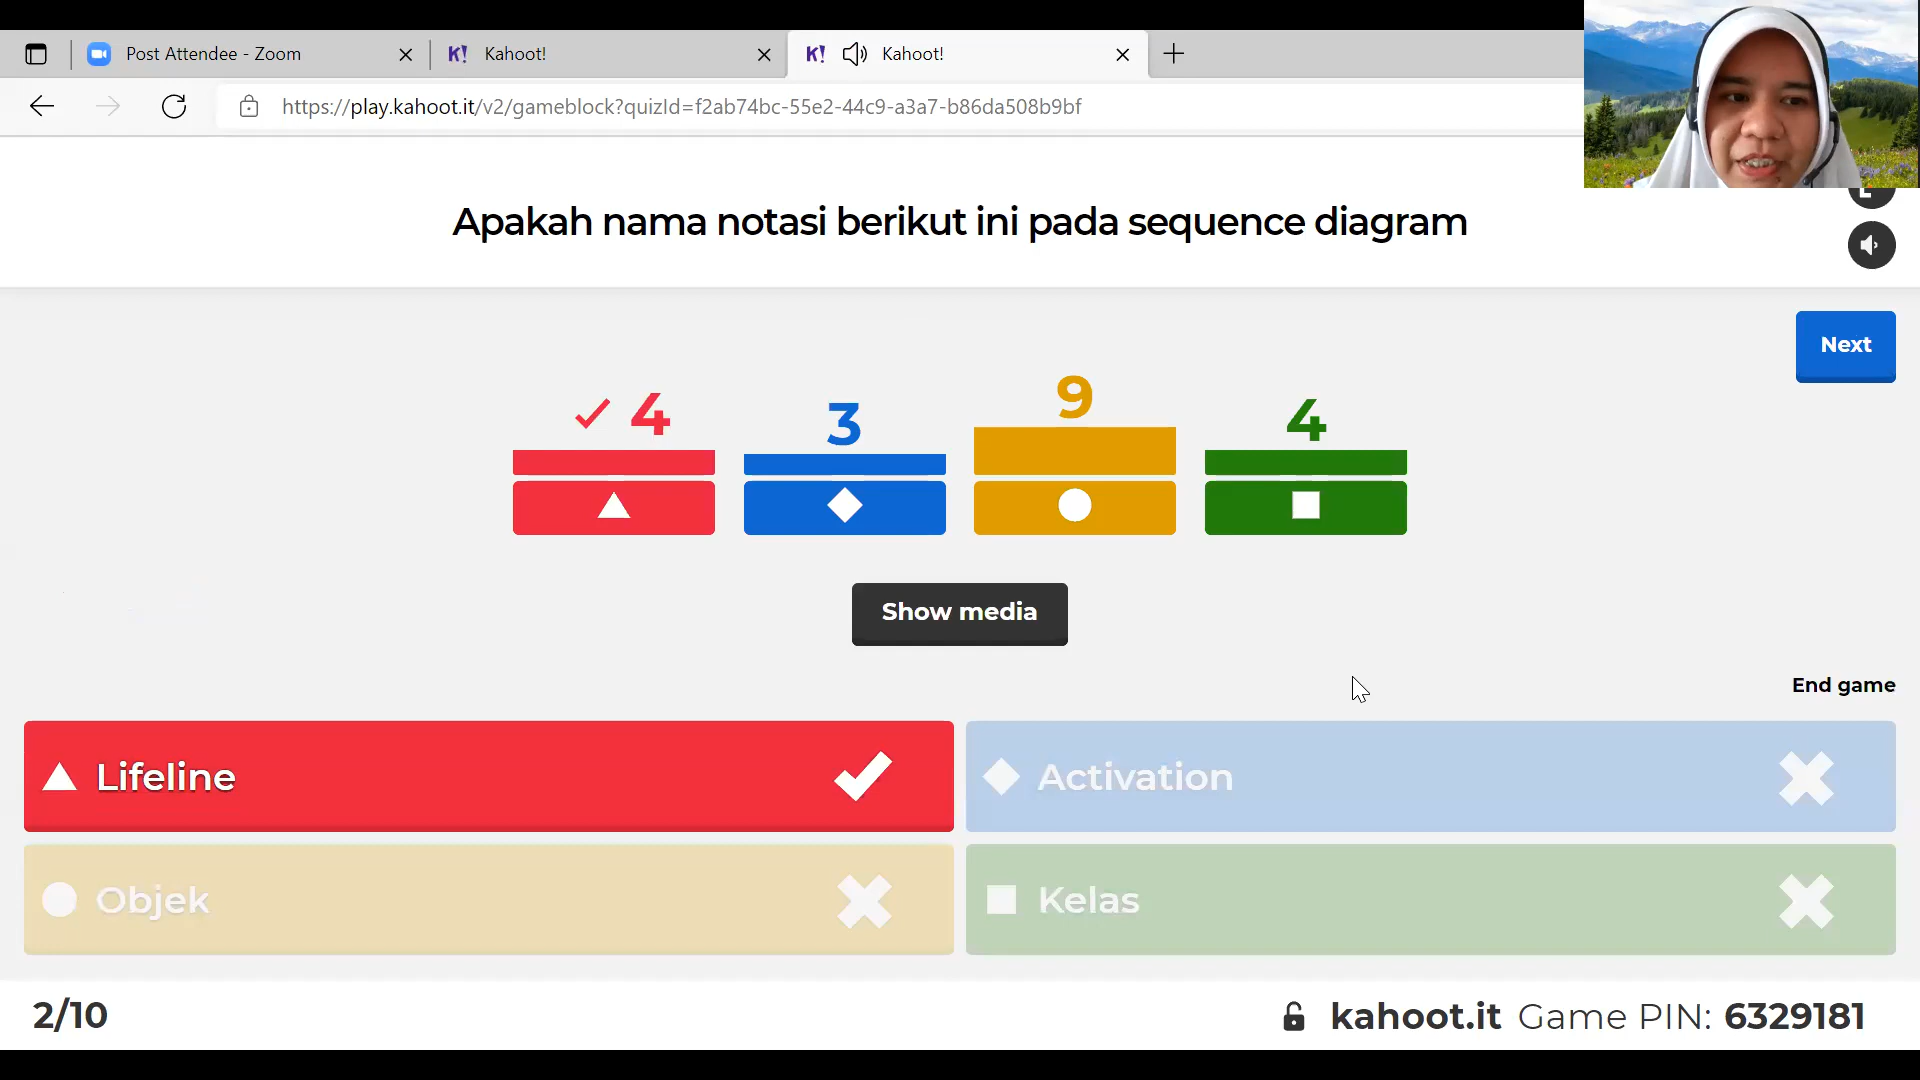 Post Attendee - Zoom
K! Kahoot!
K! Kahoot!
https://play.kahoot.it/v2/gameblock?quizId=f2ab74bc-55e2-44c9-a3a7-b86da508b9bf
Apakah nama notasi berikut ini pada sequence diagram
Next
4 3 9 4
Show media
End game
Lifeline
Activation
Objek
Kelas
2/10
kahoot.it Game PIN: 6329181